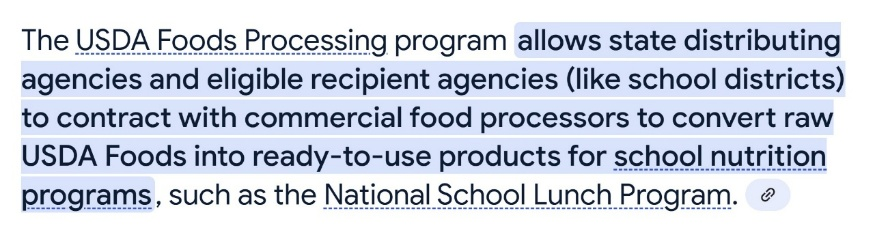 The USDA Foods Processing program allows state distributing
agencies and eligible recipient agencies (like school districts)
to contract with commercial food processors to convert raw
USDA Foods into ready-to-use products for school nutrition
programs, such as the National School Lunch Program.